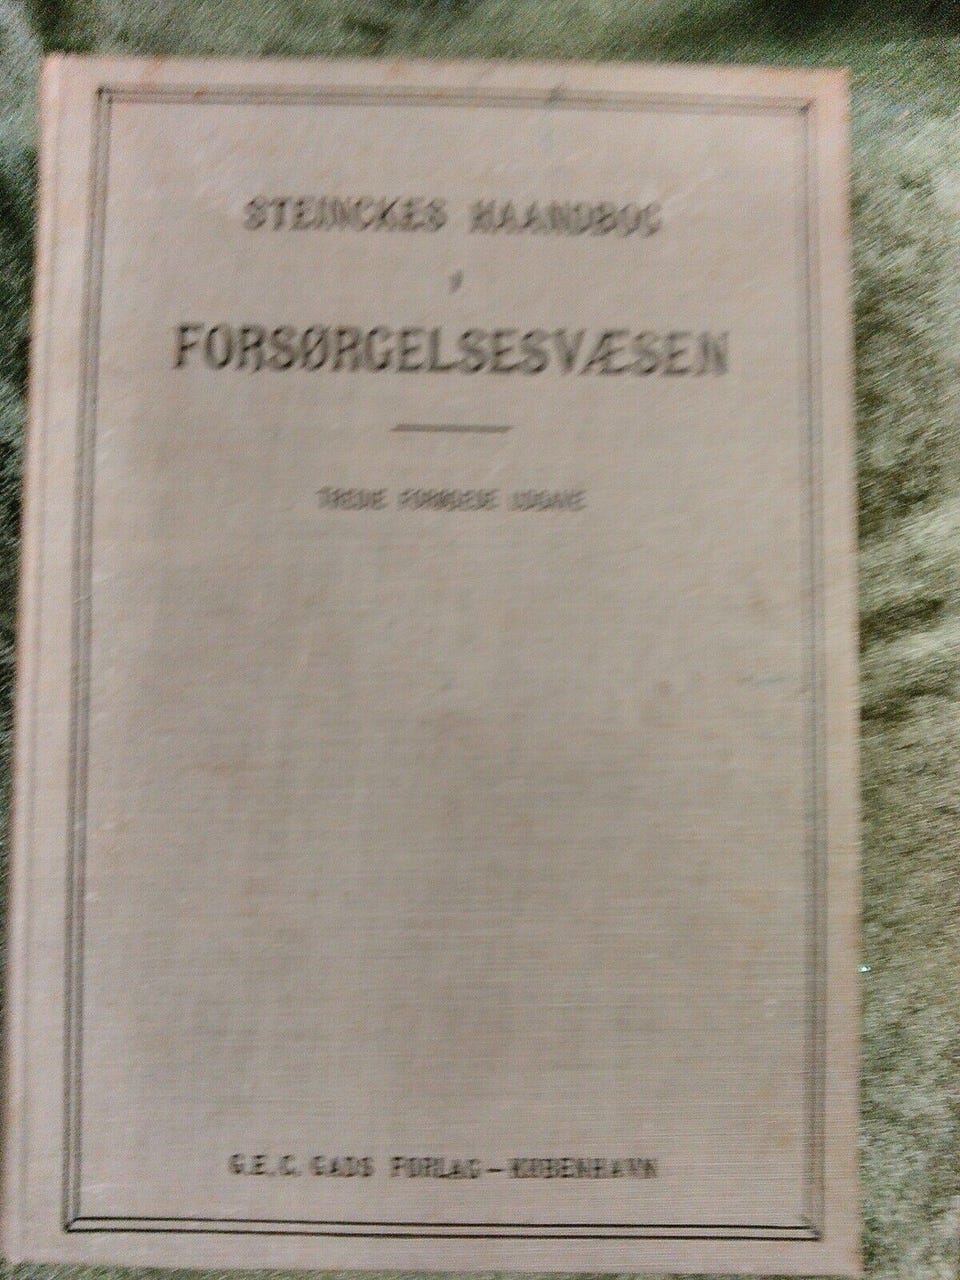 STEINCKES HAANDBOG
I
FORSØRGELSESVÆSEN
TREDIE FORØGEDE UDGAVE
G.E.C. GADS FORLAG – KØBENHAVN